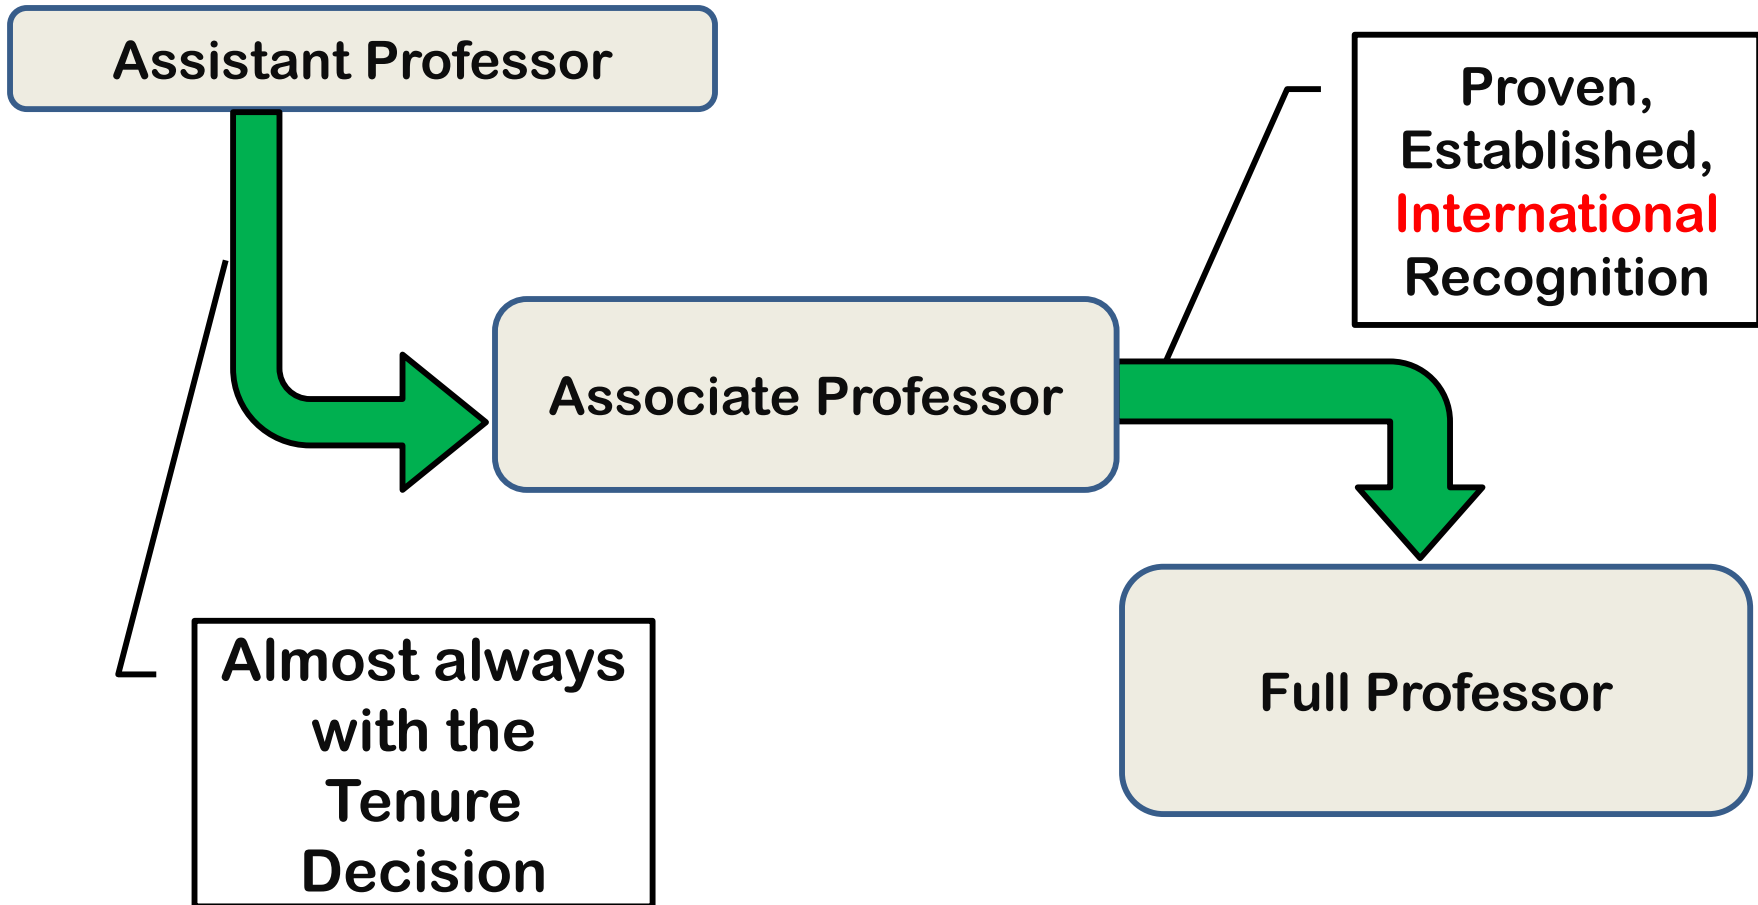 Assistant Professor
Proven,
Established,
International
Recognition
Associate Professor
Almost always
with the
Tenure
Decision
Full Professor